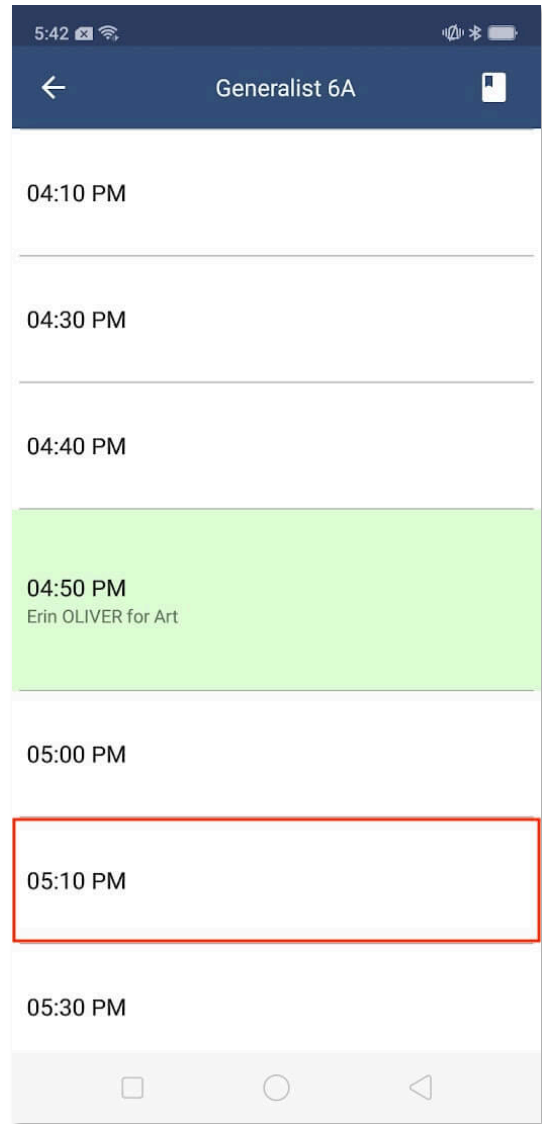 5:42
Generalist 6A
04:10 PM
04:30 PM
04:40 PM
04:50 PM
Erin OLIVER for Art
05:00 PM
05:10 PM
05:30 PM